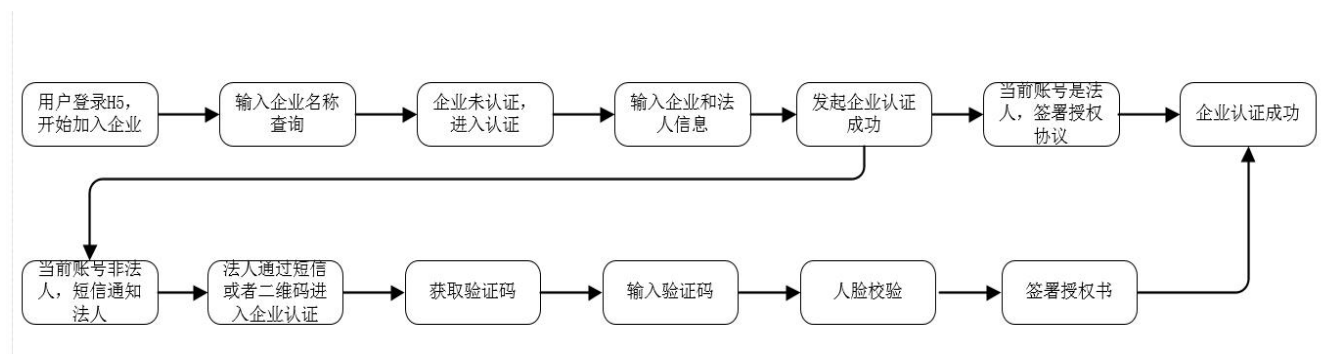 用户登录H5，
开始加入企业
输入企业名称
查询
企业未认证，
进入认证
输入企业和法
人信息
发起企业认证
成功
当前账号是法
人，签署授权
协议
企业认证成功
当前账号非法
人，短信通知
法人
法人通过短信
或者二维码进
入企业认证
获取验证码
输入验证码
人脸校验
签署授权书